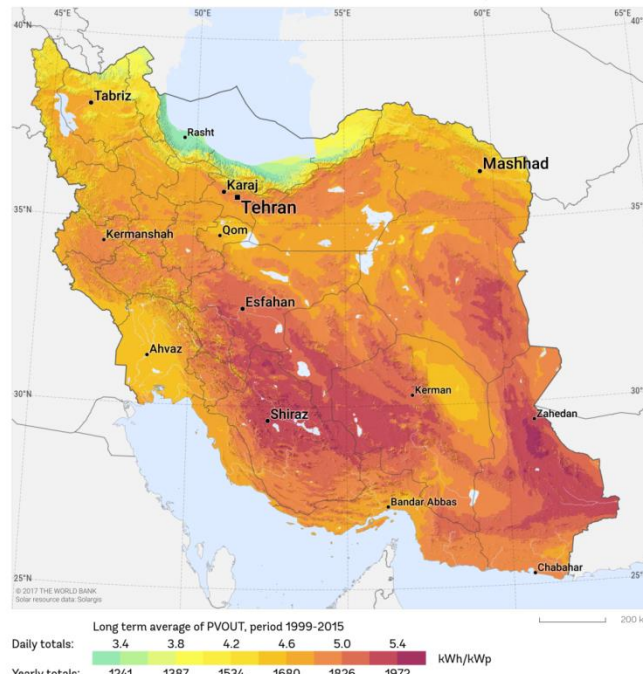 45°E 50°E 55°E 60°E
40°N 40°N
Tabriz
Rasht
Mashhad
Karaj
Tehran
35°N 35°N
Kermanshah Qom
Esfahan
Ahvaz
30°N Kerman 30°N
Shiraz Zahedan
Bandar Abbas
Chabahar
25°N 25°N
© 2017 THE WORLD BANK
Solar resource data: Solargis
200 k
Long term average of PVOUT, period 1999-2015
Daily totals: 3.4 3.8 4.2 4.6 5.0 5.4
kWh/kWp
Yearly totals: 1241 1387 1534 1680 1826 1972